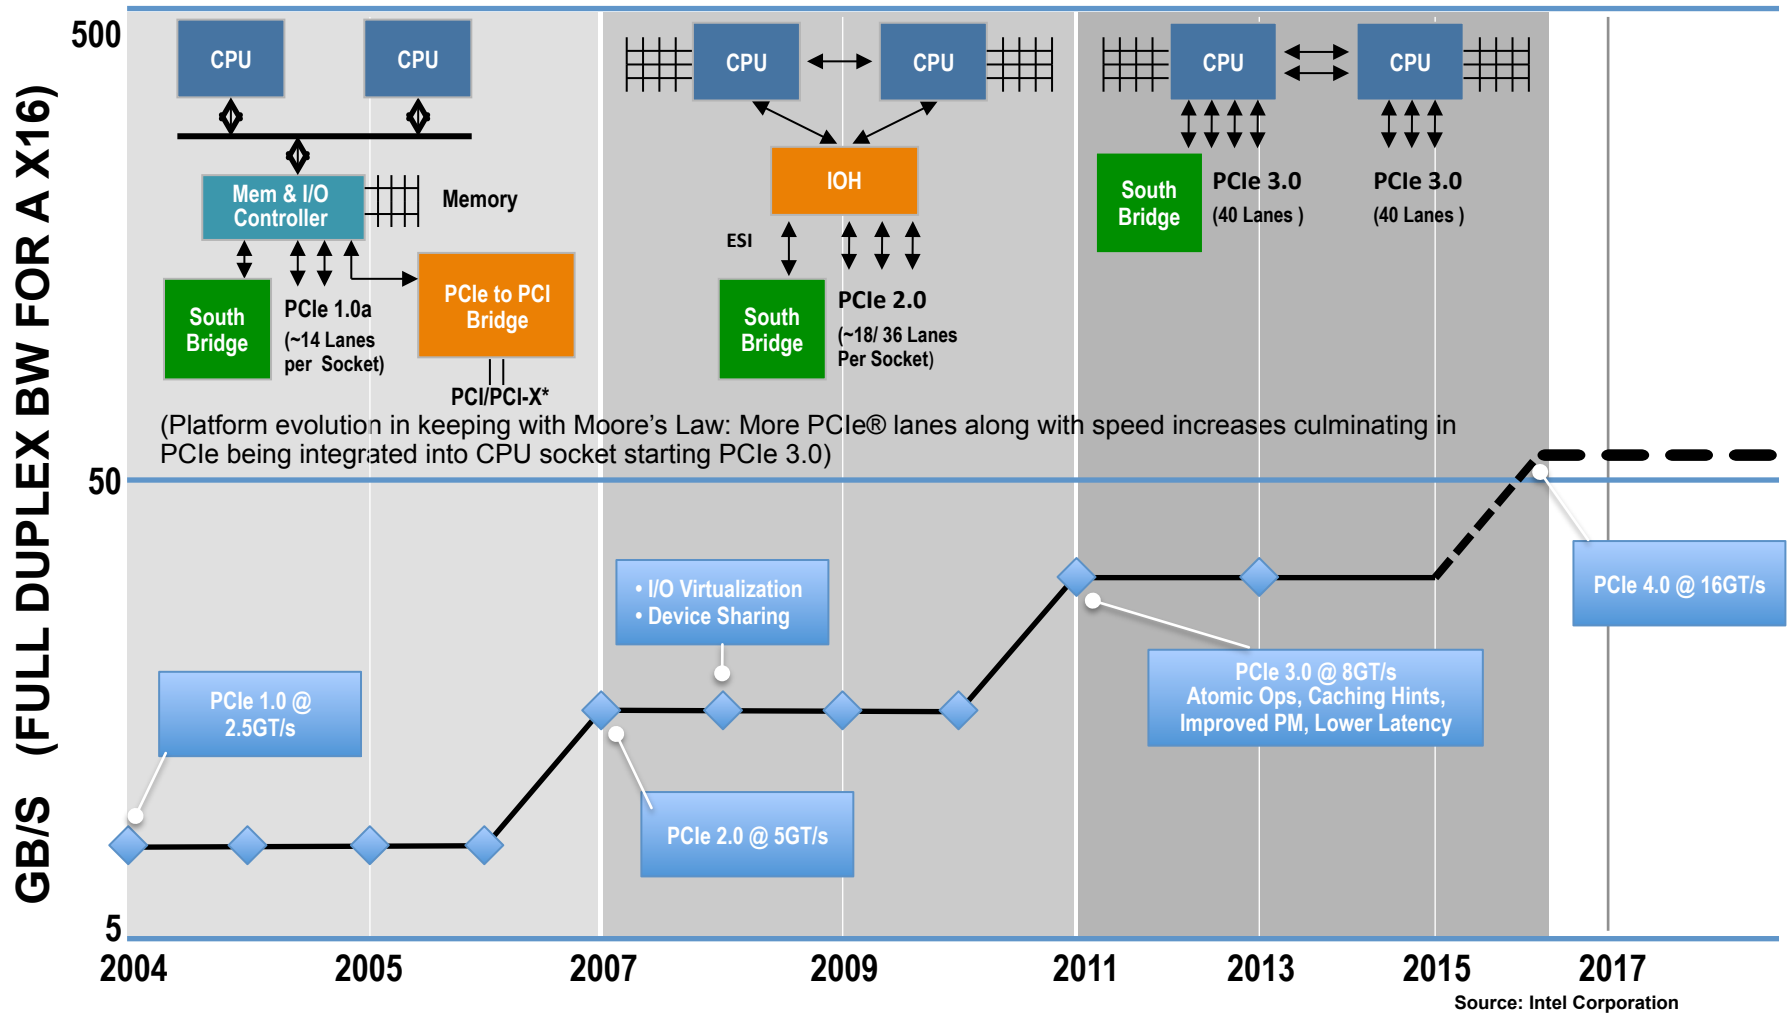 GB/S (FULL DUPLEX BW FOR A X16)
500
50
5
CPU
CPU
Mem & I/O
Controller
Memory
South
Bridge
PCIe 1.0a
(~14 Lanes
per Socket)
PCIe to PCI
Bridge
PCI/PCI-X*
CPU
CPU
IOH
ESI
South
Bridge
PCIe 2.0
(~18/ 36 Lanes
Per Socket)
CPU
CPU
South
Bridge
PCIe 3.0
(40 Lanes )
PCIe 3.0
(40 Lanes )
(Platform evolution in keeping with Moore’s Law: More PCIe® lanes along with speed increases culminating in
PCIe being integrated into CPU socket starting PCIe 3.0)
PCIe 1.0 @
2.5GT/s
• I/O Virtualization
• Device Sharing
PCIe 2.0 @ 5GT/s
PCIe 3.0 @ 8GT/s
Atomic Ops, Caching Hints,
Improved PM, Lower Latency
PCIe 4.0 @ 16GT/s
2004
2005
2007
2009
2011
2013
2015
2017
Source: Intel Corporation